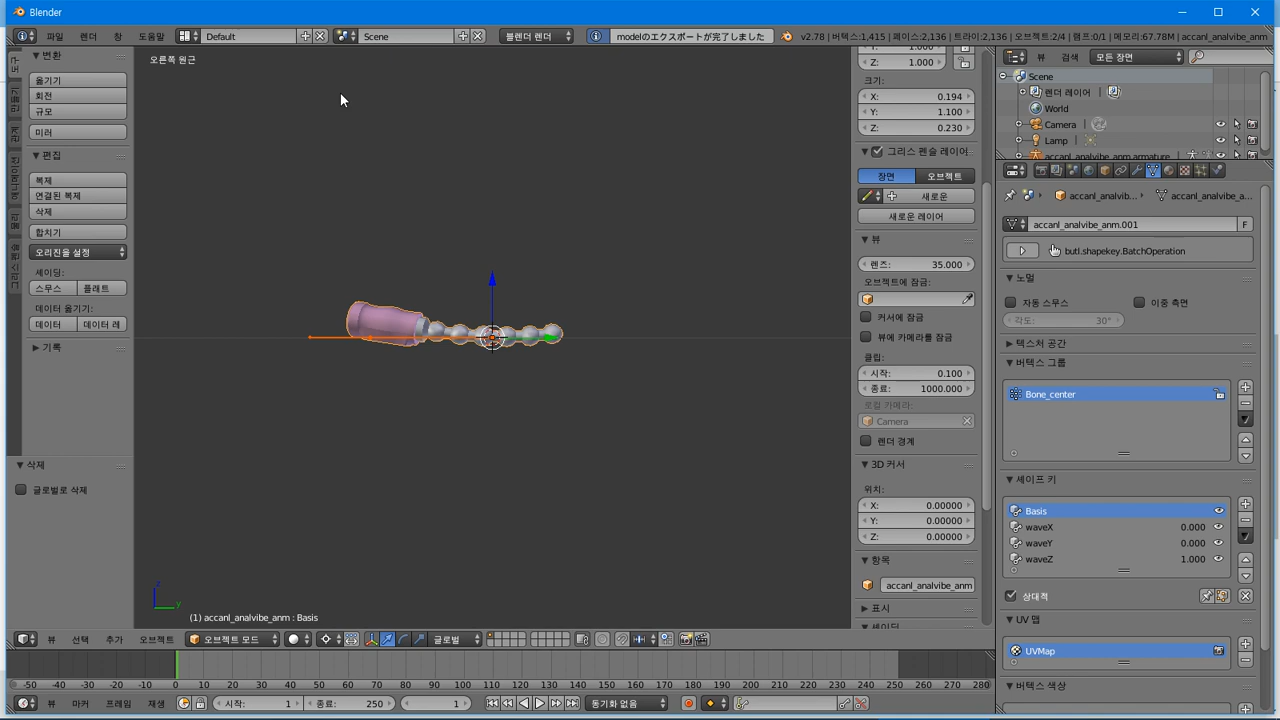 Blender
파일 렌더 창 도움말 Default Scene 블렌더 렌더 modelのエクスポートが完了しました v2.78 | 버텍스:1,415 | 페이스:2,136 | 트라이:2,136 | 오브젝트:2/4 | 램프:0/1 | 메모리:67.78M | accanl_analvibe_anm
변환
옮기기
회전
규모
미러
편집
복제
연결된 복제
삭제
합치기
오리진을 설정
셰이딩:
스무스 플래트
데이터 옮기기:
데이터 데이터 레
기록
삭제
글로벌로 삭제
오른쪽 원근
(1) accanl_analvibe_anm : Basis
Y: 1.000
Z: 1.000
크기:
X: 0.194
Y: 1.100
Z: 0.230
그리스 펜슬 레이어
장면 오브젝트
새로운
새로운 레이어
뷰
렌즈: 35.000
오브젝트에 잠금:
커서에 잠금
뷰에 카메라를 잠금
클립:
시작: 0.100
종료: 1000.000
로컬 카메라:
Camera
렌더 경계
3D 커서
위치:
X: 0.00000
Y: 0.00000
Z: 0.00000
항목
accanl_analvibe_anm
표시
셰이딩
뷰 검색 모든 장면
Scene
렌더 레이어
World
Camera
Lamp
accanl_analvibe_anm.armature
accanl_analvib... accanl_analvibe_a...
accanl_analvibe_anm.001 F
butl.shapekey.BatchOperation
노멀
자동 스무스 이중 측면
각도: 30°
텍스처 공간
버텍스 그룹
Bone_center
셰이프 키
Basis
waveX 0.000
waveY 0.000
waveZ 1.000
상대적
UV 맵
UVMap
버텍스 색상
뷰 선택 추가 오브젝트 오브젝트 모드 글로벌
-50 -40 -30 -20 -10 0 10 20 30 40 50 60 70 80 90 100 110 120 130 140 150 160 170 180 190 200 210 220 230 240 250 260 270 280
뷰 마커 프레임 재생 시작: 1 종료: 250 1 동기화 없음